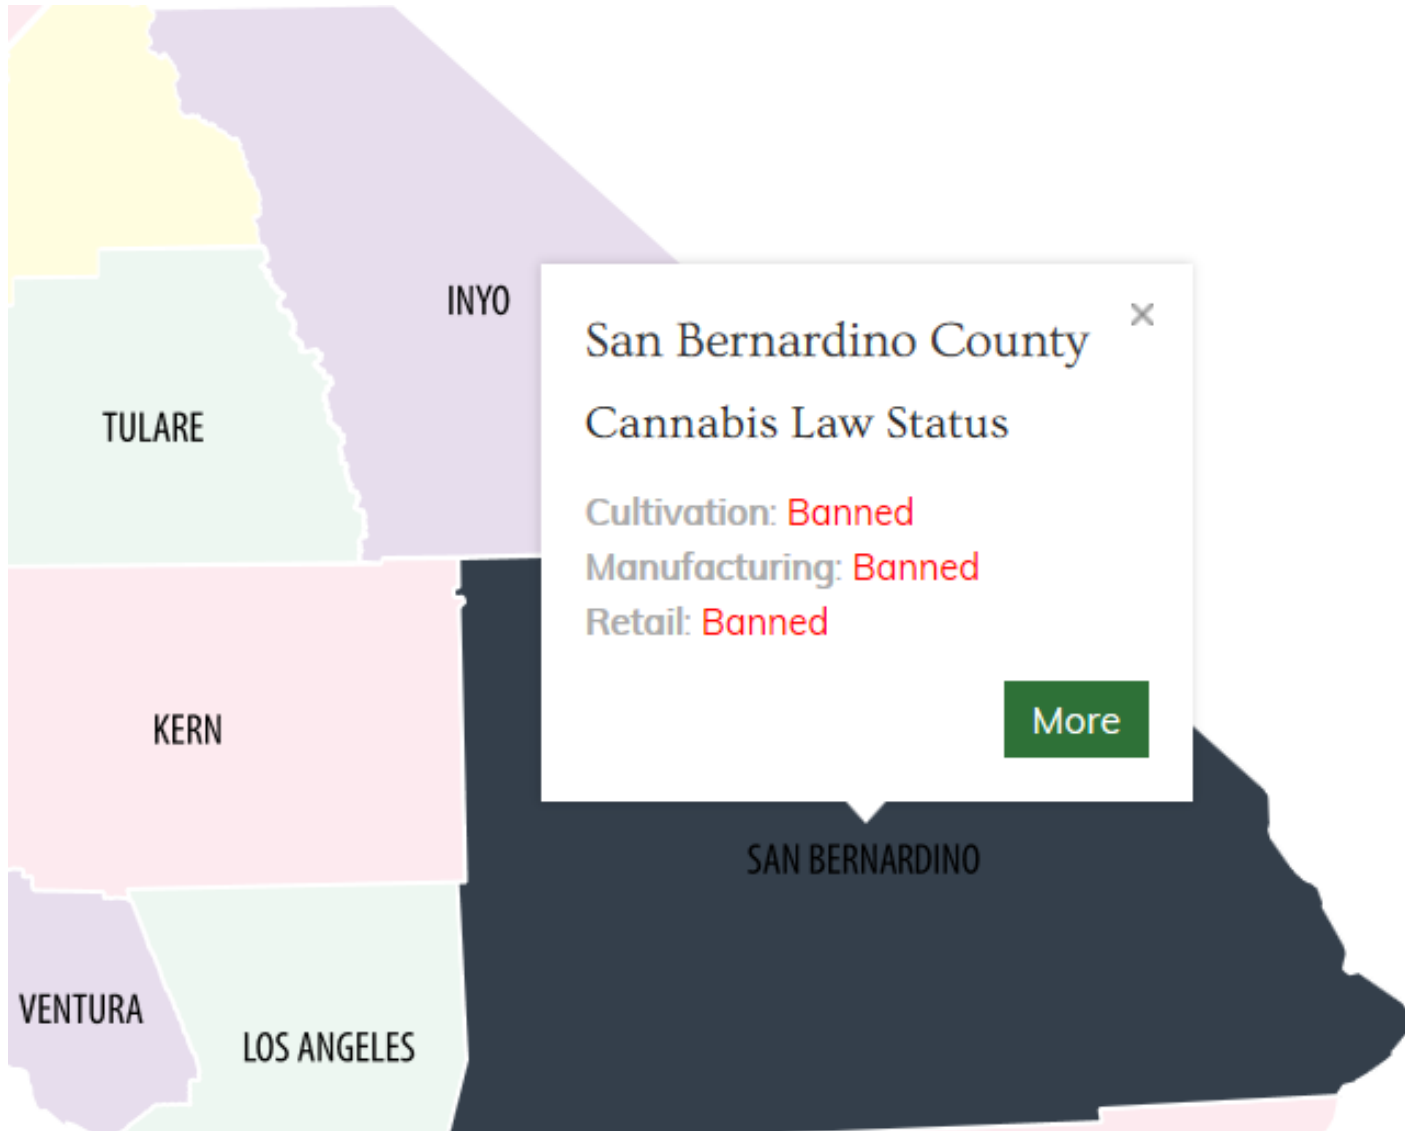 INYO
San Bernardino County
×
Cannabis Law Status
TULARE
Cultivation: Banned
Manufacturing: Banned
Retail: Banned
KERN
More
SAN BERNARDINO
VENTURA
LOS ANGELES